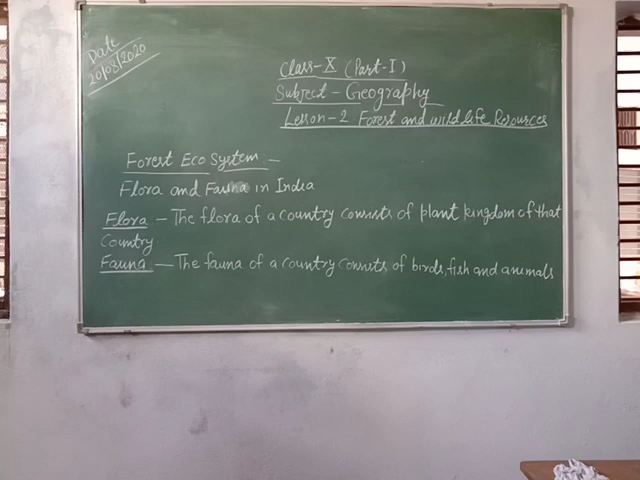 Date
20/08/2020
Class-X (Part-I)
Subject - Geography
Lesson-2 Forest and wild life Resources
Forest Eco System -
Flora and Fauna in India
Flora - The flora of a country consists of plant kingdom of that
Country
Fauna - The fauna of a country consists of birds, fish and animals